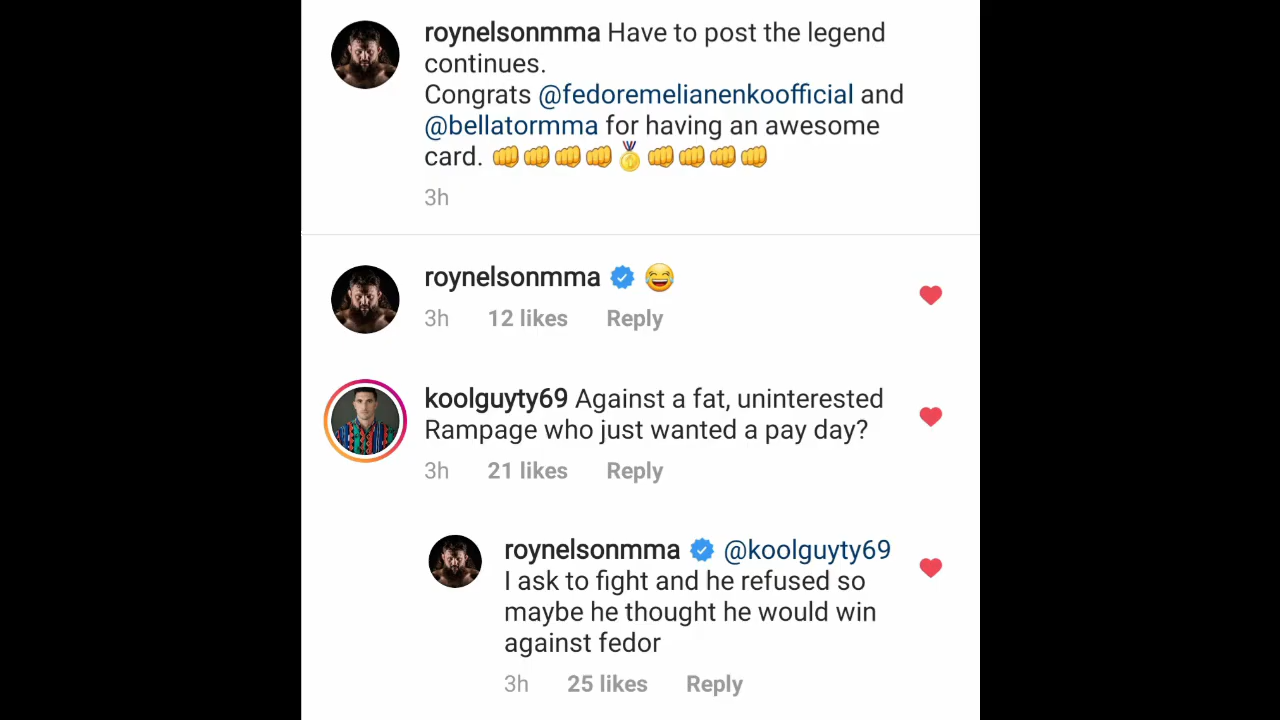 roynelsonmma Have to post the legend
continues.
Congrats @fedoremelianenkoofficial and
@bellatormma for having an awesome
card. 👊👊👊👊🏅👊👊👊👊
3h
roynelsonmma 😂
3h 12 likes Reply
koolguyty69 Against a fat, uninterested
Rampage who just wanted a pay day?
3h 21 likes Reply
roynelsonmma @koolguyty69
I ask to fight and he refused so
maybe he thought he would win
against fedor
3h 25 likes Reply